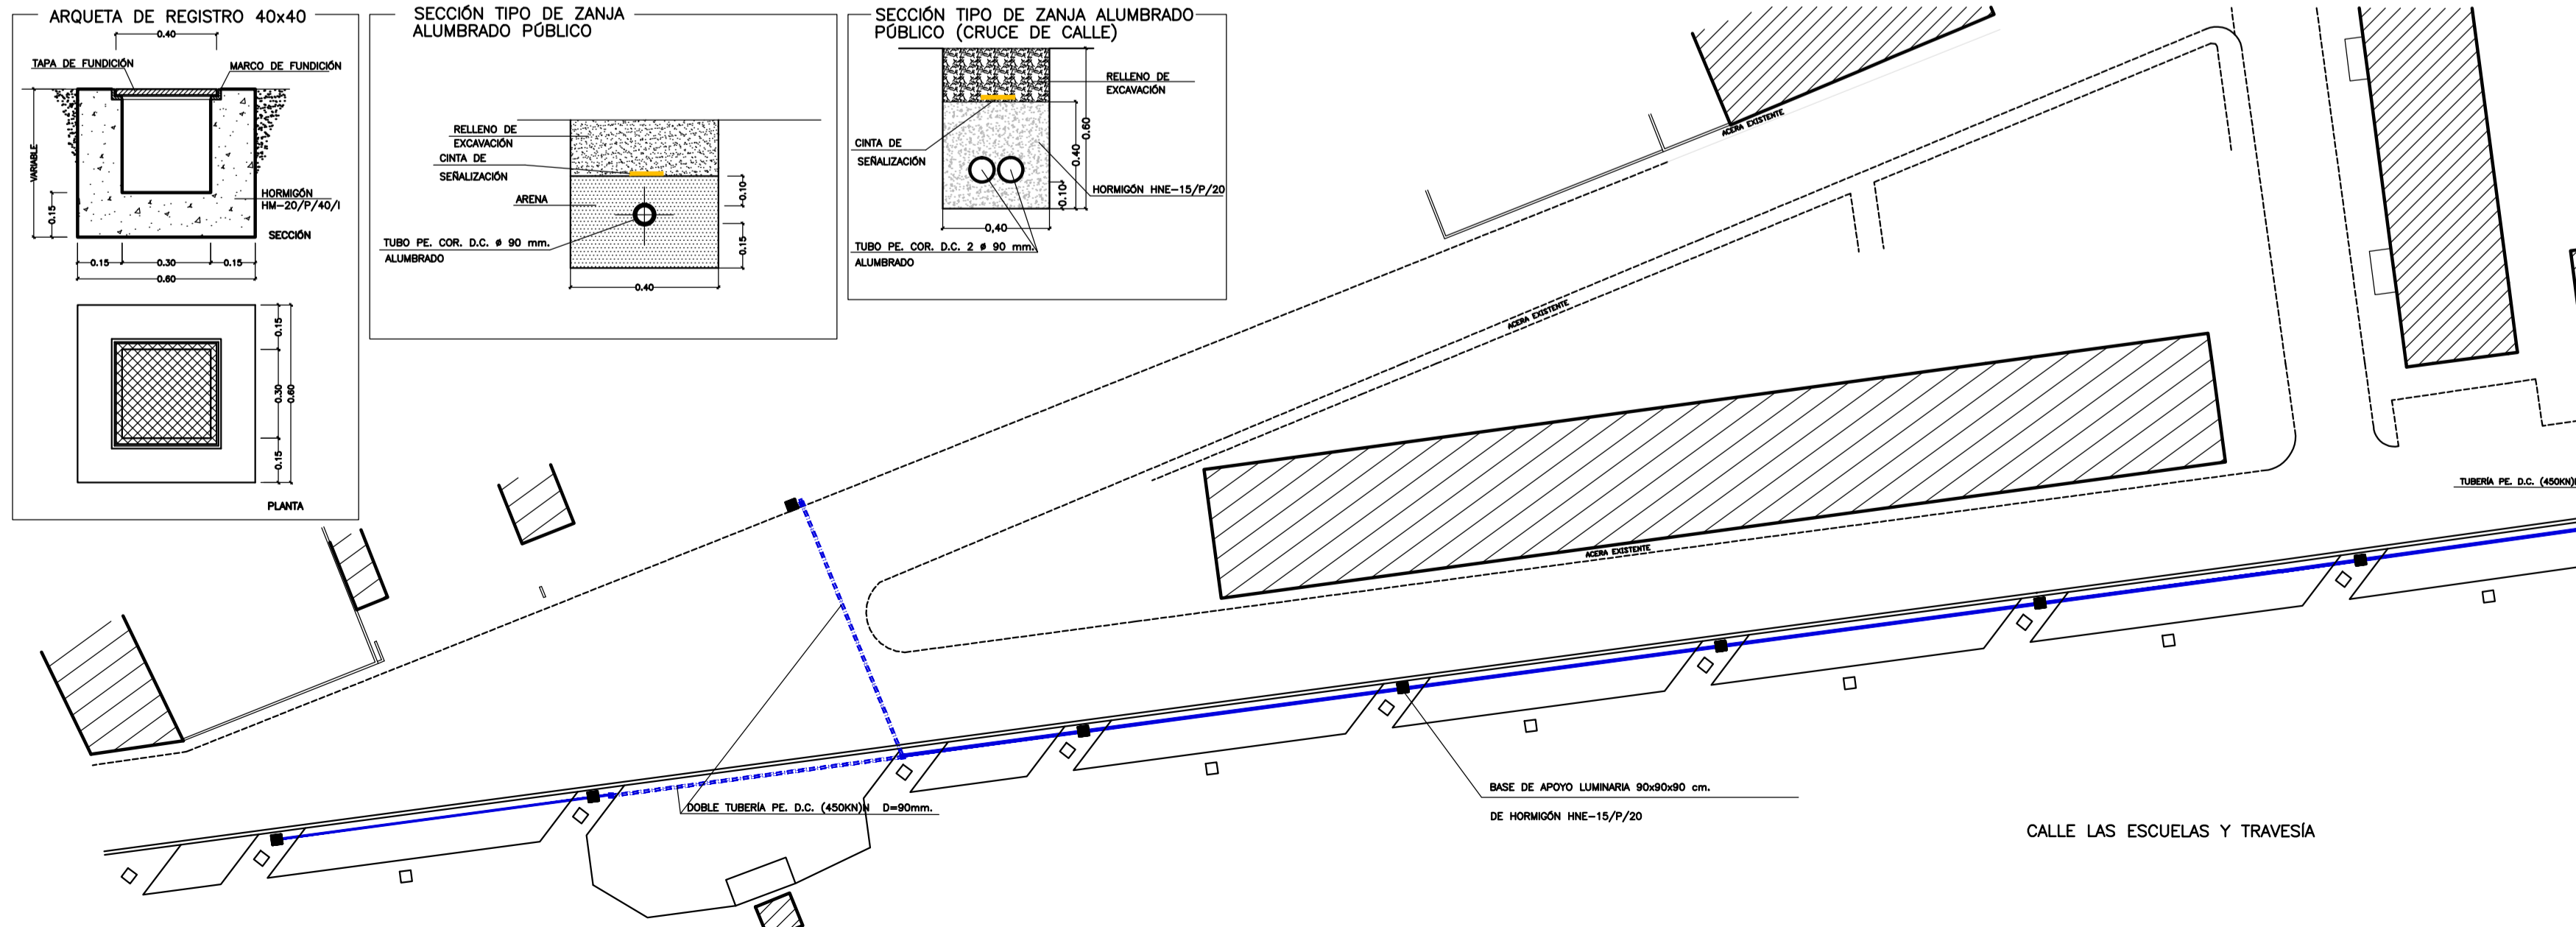 ARQUETA DE REGISTRO 40x40
0.40
TAPA DE FUNDICIÓN
MARCO DE FUNDICIÓN
VARIABLE
0.15
HORMIGÓN
HM-20/P/40/I
SECCIÓN
0.15
0.30
0.15
0.60
0.15
0.30
0.60
0.15
PLANTA
SECCIÓN TIPO DE ZANJA
ALUMBRADO PÚBLICO
RELLENO DE
EXCAVACIÓN
CINTA DE
SEÑALIZACIÓN
ARENA
TUBO PE. COR. D.C. ø 90 mm.
ALUMBRADO
0.10
0.15
0.40
SECCIÓN TIPO DE ZANJA ALUMBRADO
PÚBLICO (CRUCE DE CALLE)
RELLENO DE
EXCAVACIÓN
CINTA DE
SEÑALIZACIÓN
0.60
0.40
0.10
HORMIGÓN HNE-15/P/20
0,40
TUBO PE. COR. D.C. 2 ø 90 mm.
ALUMBRADO
ACERA EXISTENTE
ACERA EXISTENTE
ACERA EXISTENTE
TUBERÍA PE. D.C. (450KN)
DOBLE TUBERÍA PE. D.C. (450KN)N D=90mm.
BASE DE APOYO LUMINARIA 90x90x90 cm.
DE HORMIGÓN HNE-15/P/20
CALLE LAS ESCUELAS Y TRAVESÍA